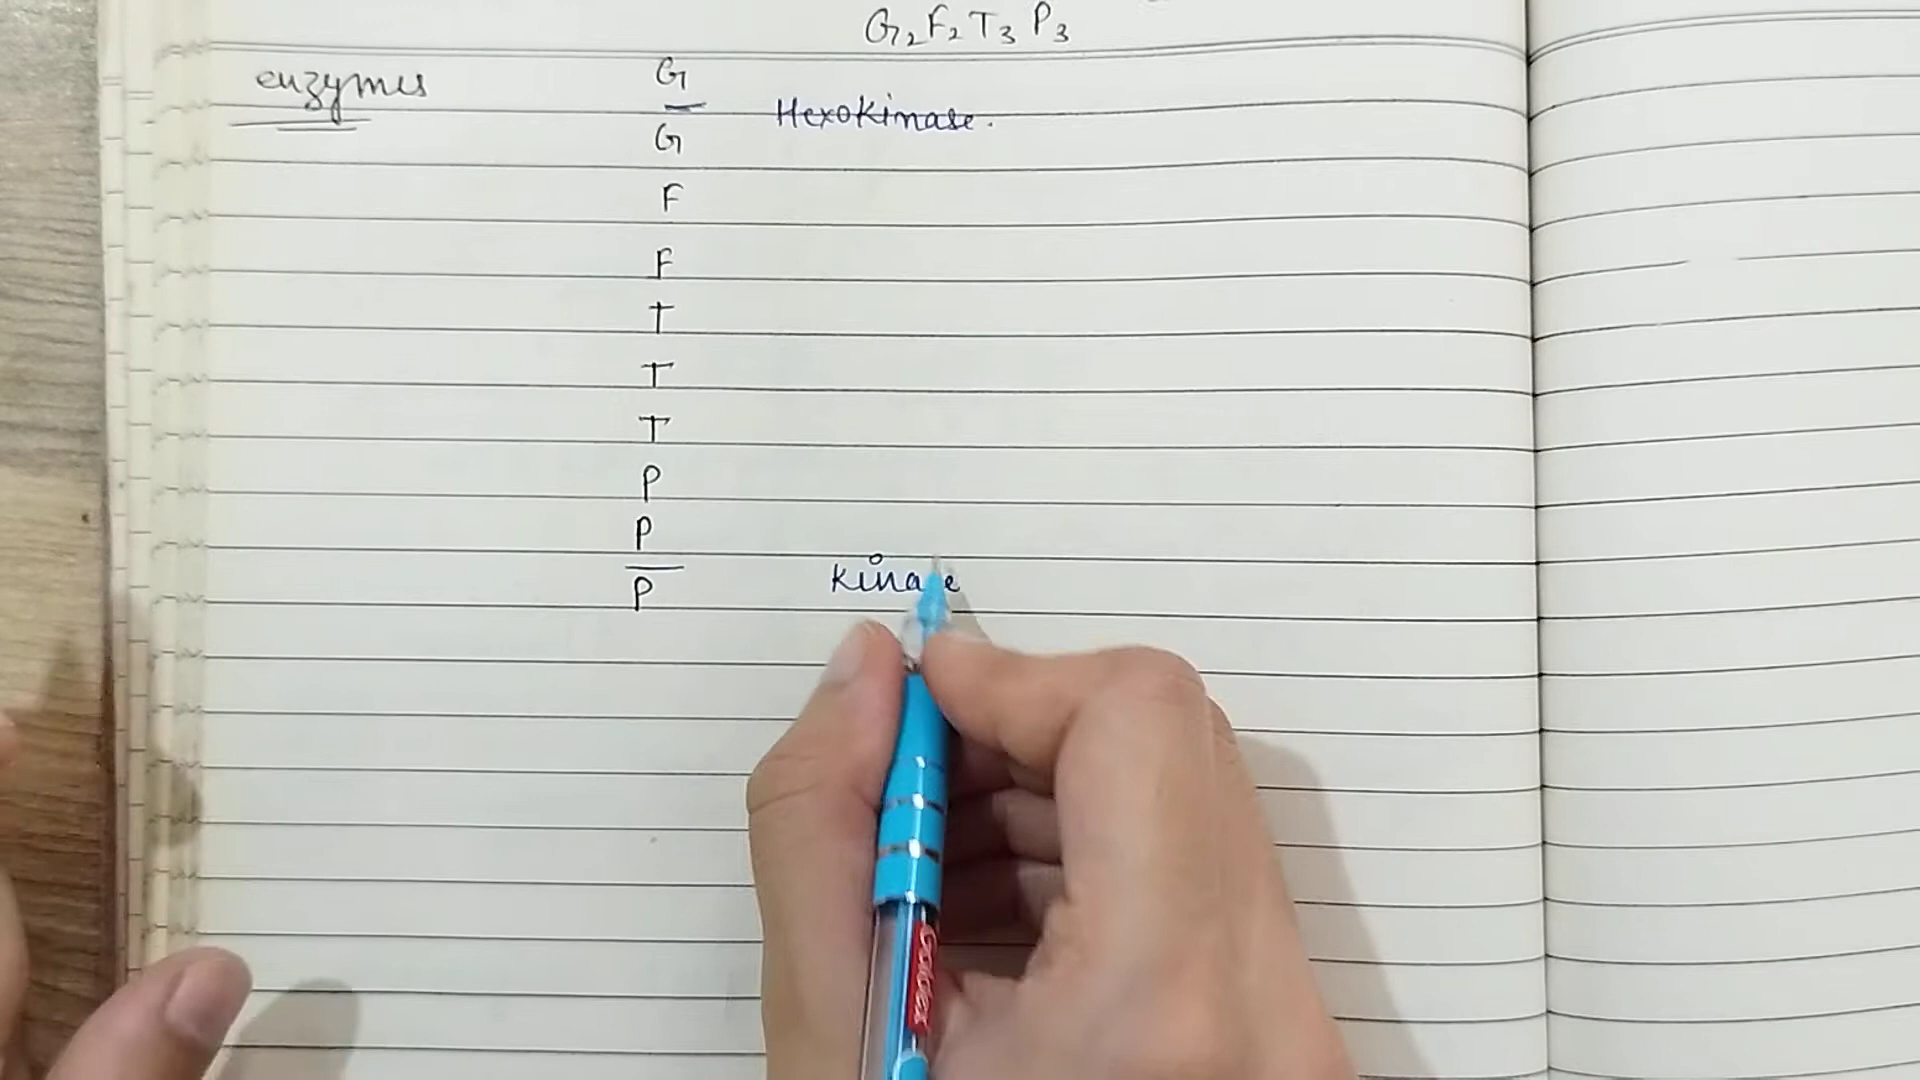 G₂F₂T₃P₃
enzymes
G
Hexokinase.
G
F
F
T
T
T
P
P
P
kinase